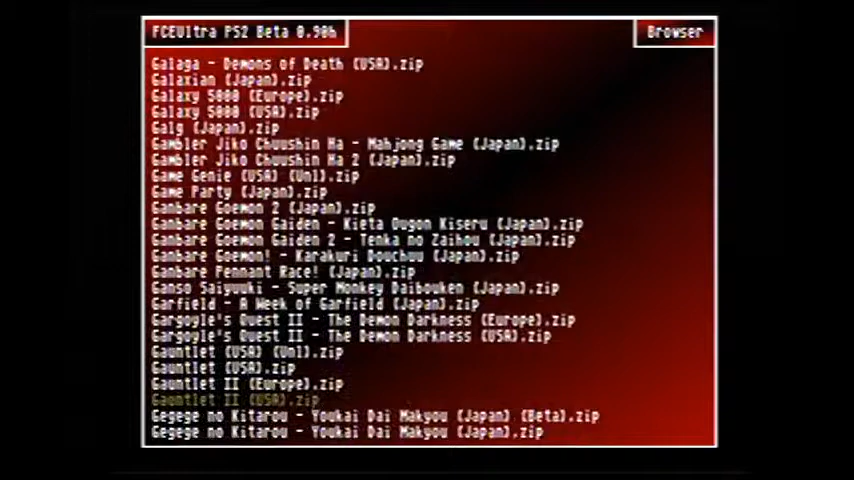 FCEUltra PS2 Beta 0.90h
Browser
Galaga - Demons of Death (USA).zip
Galaxian (Japan).zip
Galaxy 5000 (Europe).zip
Galaxy 5000 (USA).zip
Galg (Japan).zip
Gambler Jiko Chuushin Ha - Mahjong Game (Japan).zip
Gambler Jiko Chuushin Ha 2 (Japan).zip
Game Genie (USA) (Unl).zip
Game Party (Japan).zip
Ganbare Goemon 2 (Japan).zip
Ganbare Goemon Gaiden - Kieta Ougon Kiseru (Japan).zip
Ganbare Goemon Gaiden 2 - Tenka no Zaihou (Japan).zip
Ganbare Goemon! - Karakuri Douchuu (Japan).zip
Ganbare Pennant Race! (Japan).zip
Ganso Saiyuuki - Super Monkey Daibouken (Japan).zip
Garfield - A Week of Garfield (Japan).zip
Gargoyle's Quest II - The Demon Darkness (Europe).zip
Gargoyle's Quest II - The Demon Darkness (USA).zip
Gauntlet (USA) (Unl).zip
Gauntlet (USA).zip
Gauntlet II (Europe).zip
Gauntlet II (USA).zip
Gegege no Kitarou - Youkai Dai Makyou (Japan) (Beta).zip
Gegege no Kitarou - Youkai Dai Makyou (Japan).zip